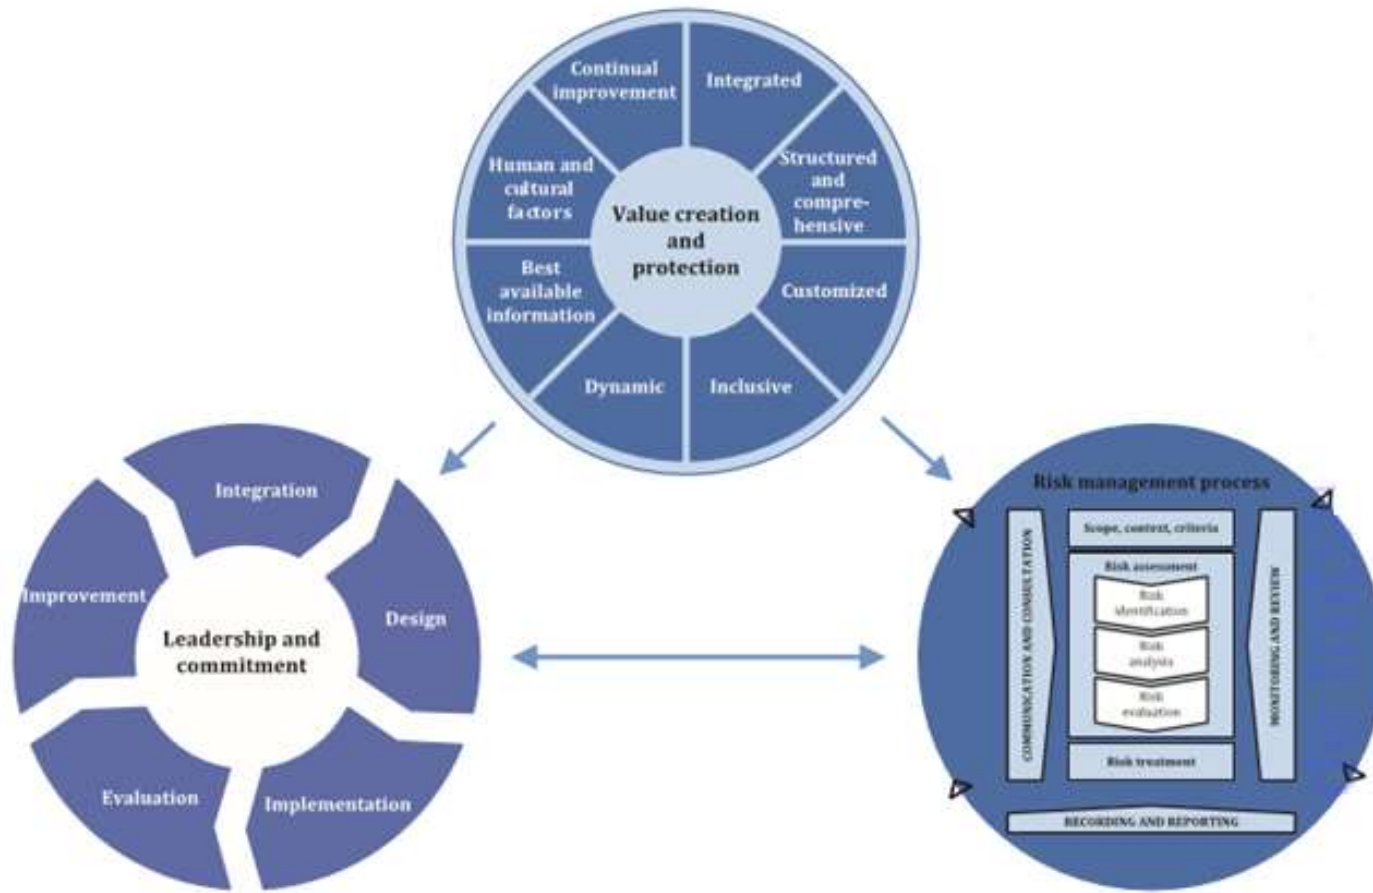 Continual
improvement
Integrated
Human and
cultural
factors
Structured
and
compre-
hensive
Value creation
and
protection
Best
available
information
Customized
Dynamic
Inclusive
Integration
Improvement
Design
Leadership and
commitment
Evaluation
Implementation
Risk management process
Scope, context, criteria
Risk assessment
Risk
identification
Risk
analysis
Risk
evaluation
Risk treatment
COMMUNICATION AND CONSULTATION
MONITORING AND REVIEW
RECORDING AND REPORTING